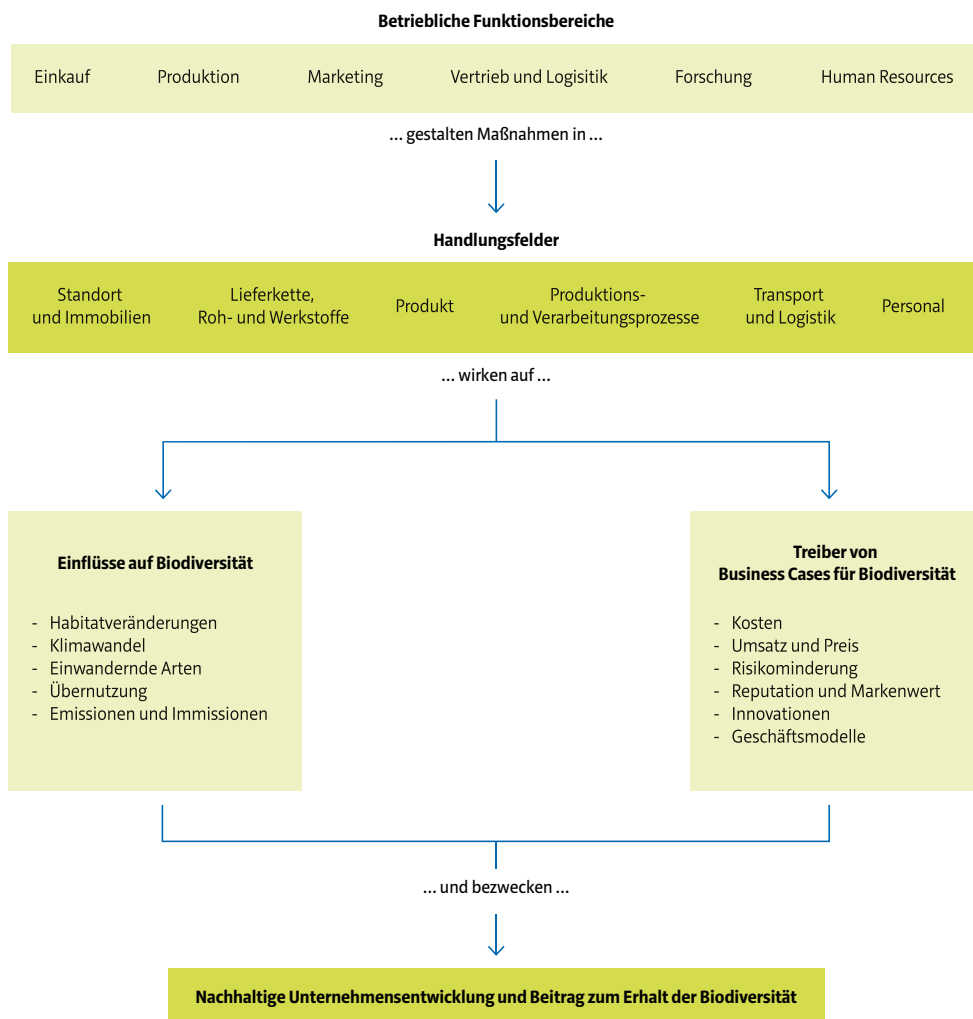 Betriebliche Funktionsbereiche
Einkauf Produktion Marketing Vertrieb und Logisitik Forschung Human Resources
... gestalten Maßnahmen in ...
Handlungsfelder
Standort
und Immobilien
Lieferkette,
Roh- und Werkstoffe
Produkt
Produktions-
und Verarbeitungsprozesse
Transport
und Logistik
Personal
... wirken auf ...
Einflüsse auf Biodiversität
- Habitatveränderungen
- Klimawandel
- Einwandernde Arten
- Übernutzung
- Emissionen und Immissionen
Treiber von
Business Cases für Biodiversität
- Kosten
- Umsatz und Preis
- Risikominderung
- Reputation und Markenwert
- Innovationen
- Geschäftsmodelle
... und bezwecken ...
Nachhaltige Unternehmensentwicklung und Beitrag zum Erhalt der Biodiversität